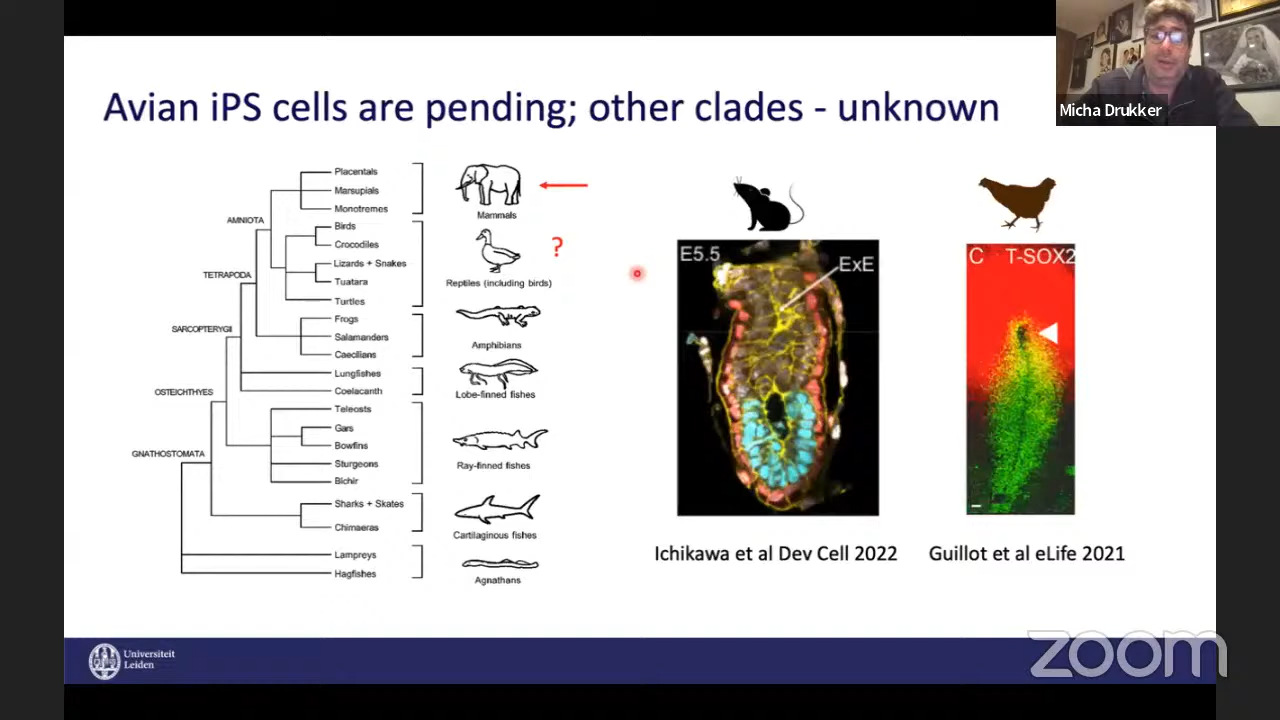 Avian iPS cells are pending; other clades - unknown
Micha Drukker
Placentals
Marsupials
Monotremes
Mammals
AMNIOTA
Birds
Crocodiles
Lizards + Snakes
Tuatara
Turtles
?
Reptiles (including birds)
TETRAPODA
Frogs
Salamanders
Caecilians
Amphibians
SARCOPTERYGII
Lungfishes
Coelacanth
Lobe-finned fishes
OSTEICHTHYES
Teleosts
Gars
Bowfins
Sturgeons
Bichir
Ray-finned fishes
GNATHOSTOMATA
Sharks + Skates
Chimaeras
Cartilaginous fishes
Lampreys
Hagfishes
Agnathans
E5.5
ExE
C T-SOX2
Ichikawa et al Dev Cell 2022
Guillot et al eLife 2021
Universiteit
Leiden
zoom